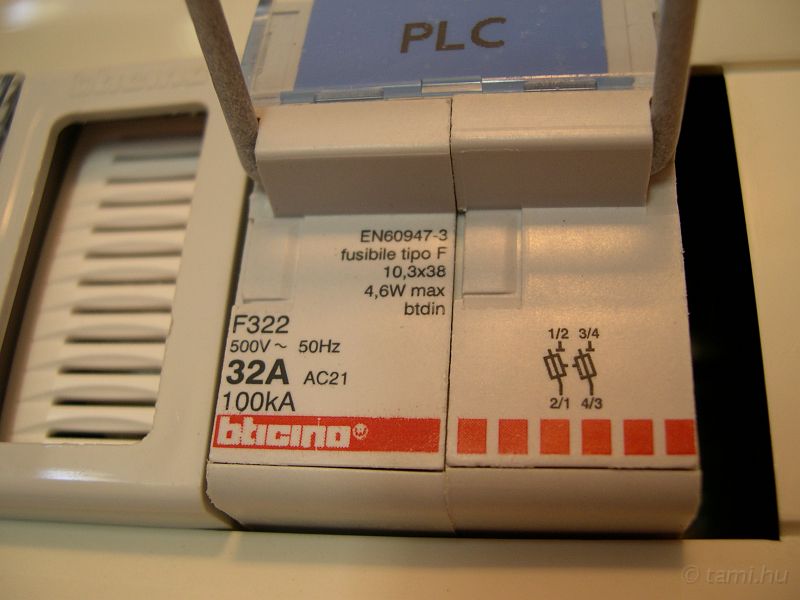 PLC
bticino
EN60947-3
fusibile tipo F
10,3x38
4,6W max
btdin
F322
500V ~ 50Hz
32A AC21
100kA
bticino
1/2 3/4
2/1 4/3
© tami.hu